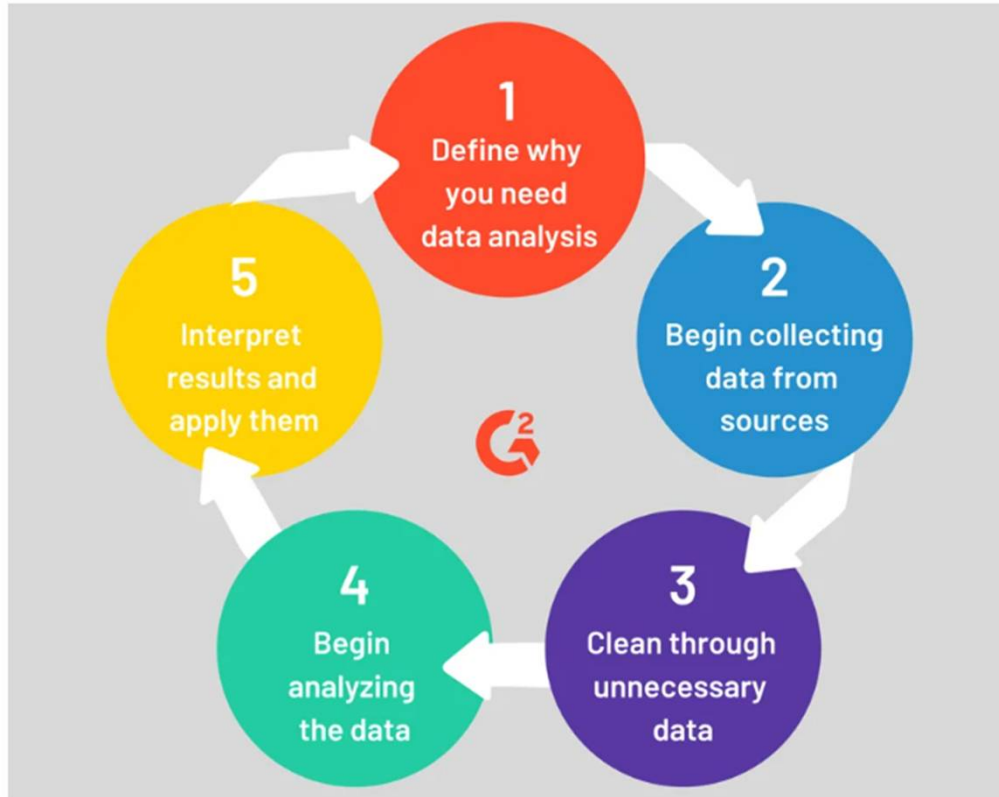 1
Define why
you need
data analysis
2
Begin collecting
data from
sources
3
Clean through
unnecessary
data
4
Begin
analyzing
the data
5
Interpret
results and
apply them
G2